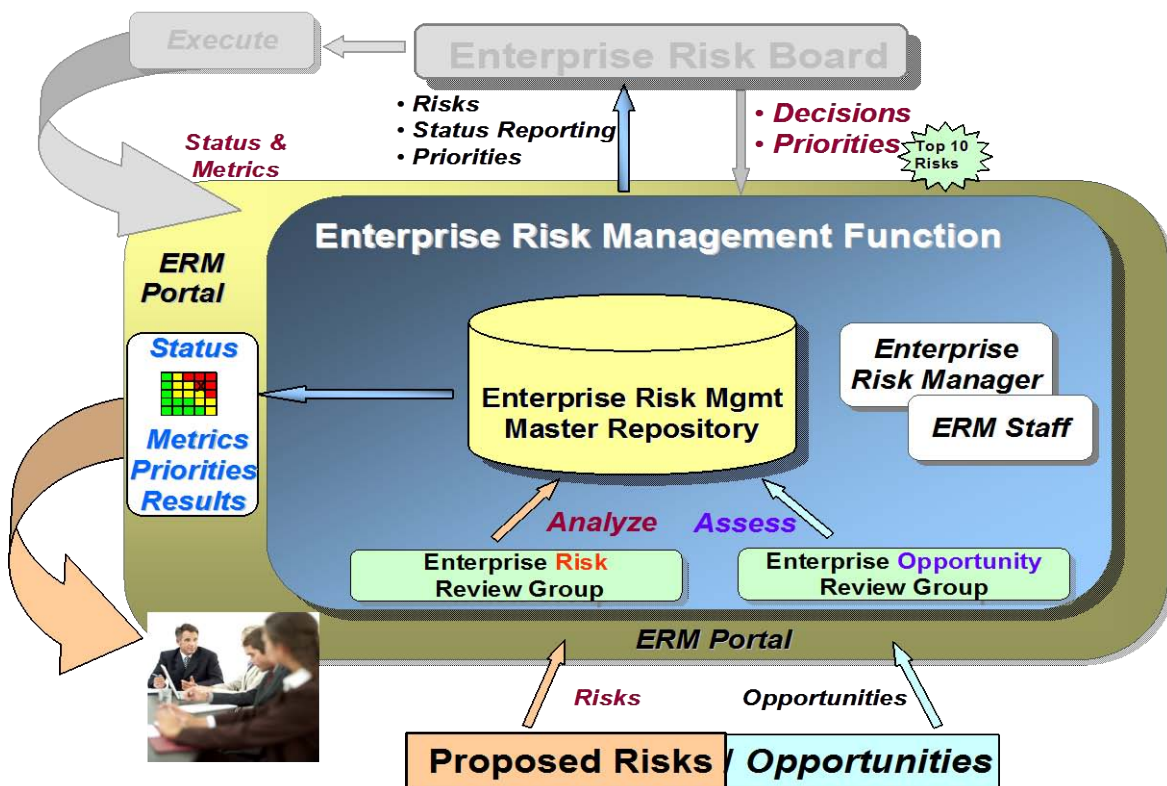 Execute
Enterprise Risk Board
• Risks
• Status Reporting
• Priorities
• Decisions
• Priorities
Top 10
Risks
Status &
Metrics
Enterprise Risk Management Function
ERM
Portal
Status
X
Metrics
Priorities
Results
Enterprise Risk Mgmt
Master Repository
Enterprise
Risk Manager
ERM Staff
Analyze
Assess
Enterprise Risk
Review Group
Enterprise Opportunity
Review Group
ERM Portal
Risks
Opportunities
Proposed Risks / Opportunities